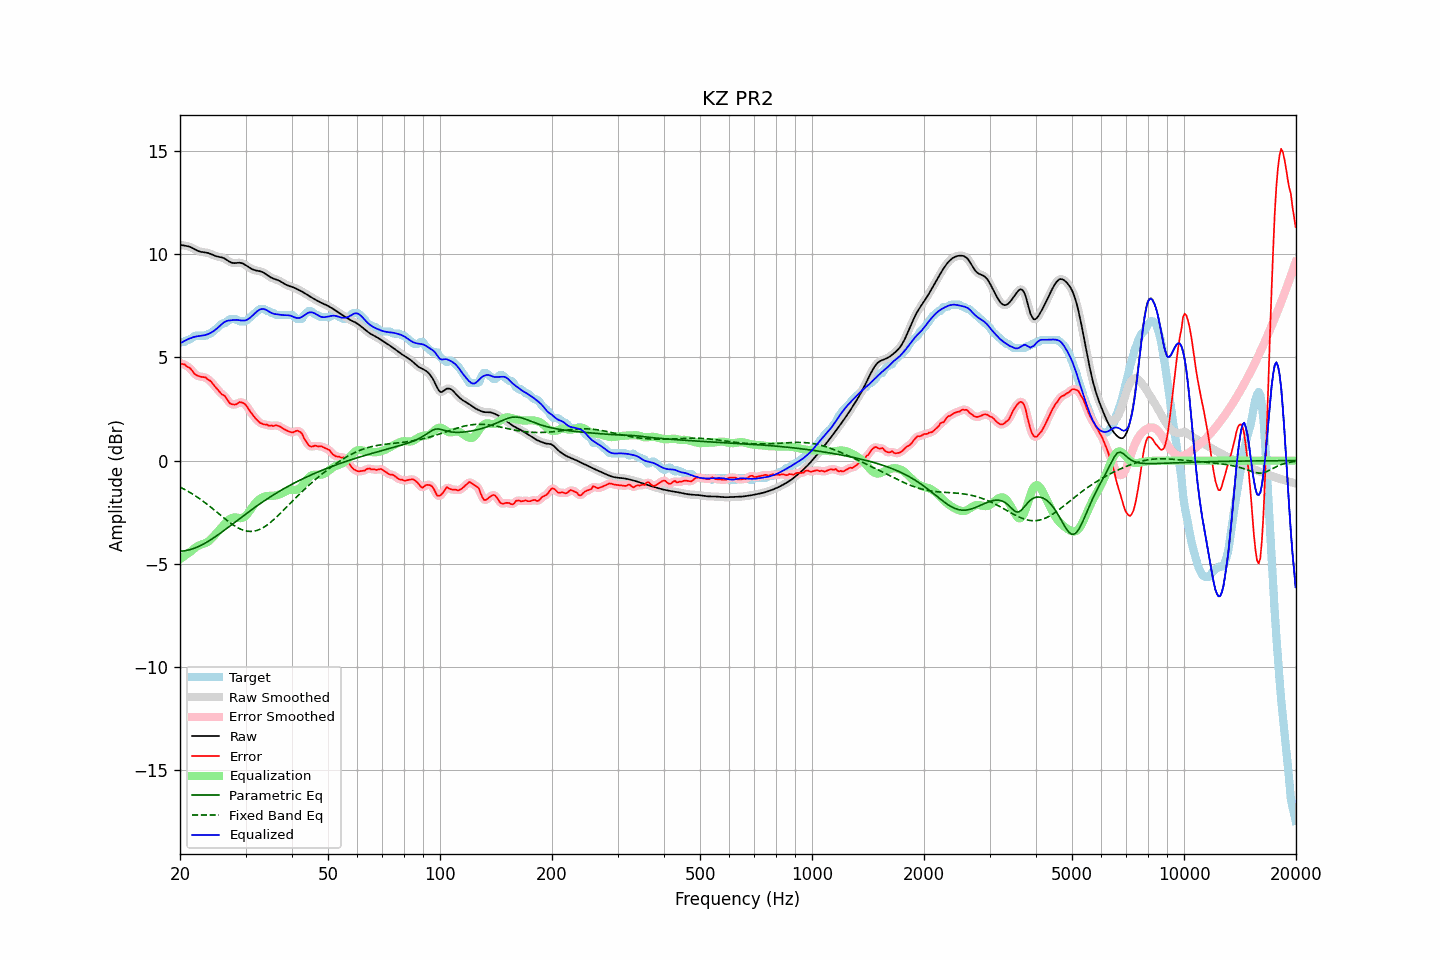 KZ PR2
Amplitude (dBr)
15
10
5
0
−5
−10
−15
Target
Raw Smoothed
Error Smoothed
Raw
Error
Equalization
Parametric Eq
Fixed Band Eq
Equalized
20 50 100 200 500 1000 2000 5000 10000 20000
Frequency (Hz)